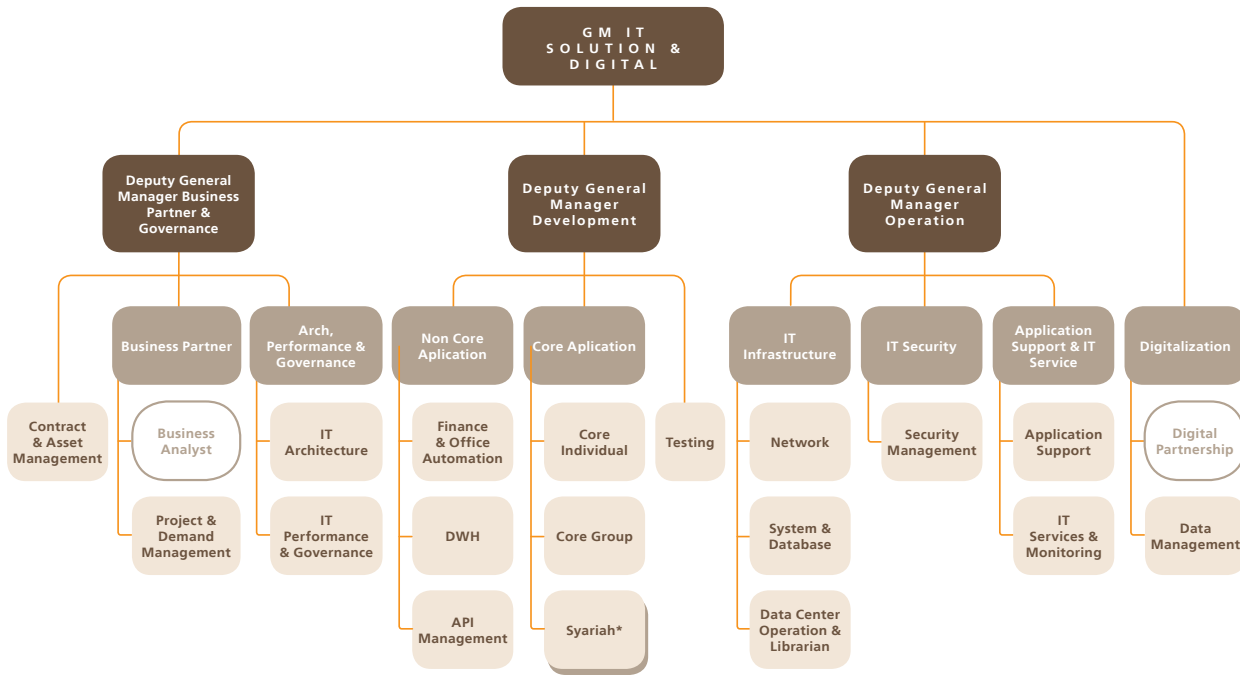 GM IT
SOLUTION &
DIGITAL
Deputy General
Manager Business
Partner &
Governance
Deputy General
Manager
Development
Deputy General
Manager
Operation
Business Partner
Arch,
Performance &
Governance
Non Core
Aplication
Core Aplication
IT
Infrastructure
IT Security
Application
Support & IT
Service
Digitalization
Contract
& Asset
Management
Business
Analyst
IT
Architecture
Finance
& Office
Automation
Core
Individual
Testing
Network
Security
Management
Application
Support
Digital
Partnership
Project &
Demand
Management
IT
Performance
& Governance
DWH
Core Group
System &
Database
IT
Services &
Monitoring
Data
Management
API
Management
Syariah*
Data Center
Operation &
Librarian